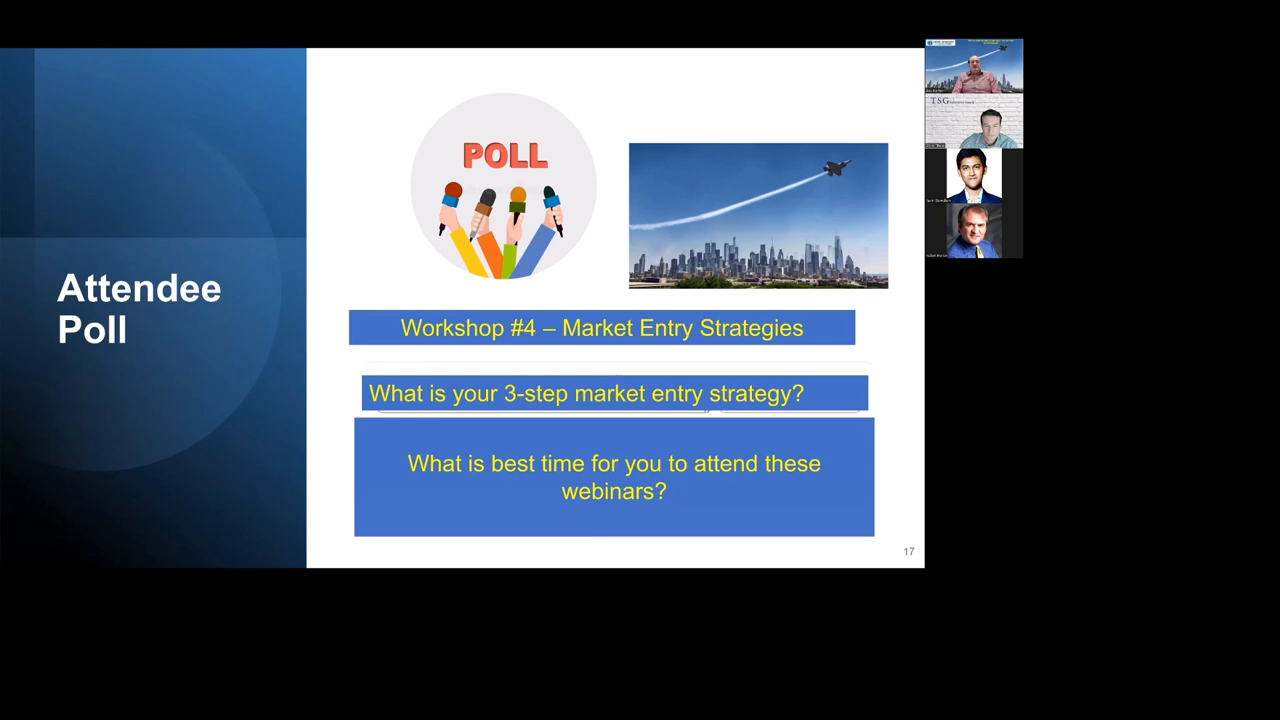 Attendee
Poll
POLL
Workshop #4 – Market Entry Strategies
What is your 3-step market entry strategy?
What is best time for you to attend these
webinars?
17
TSG